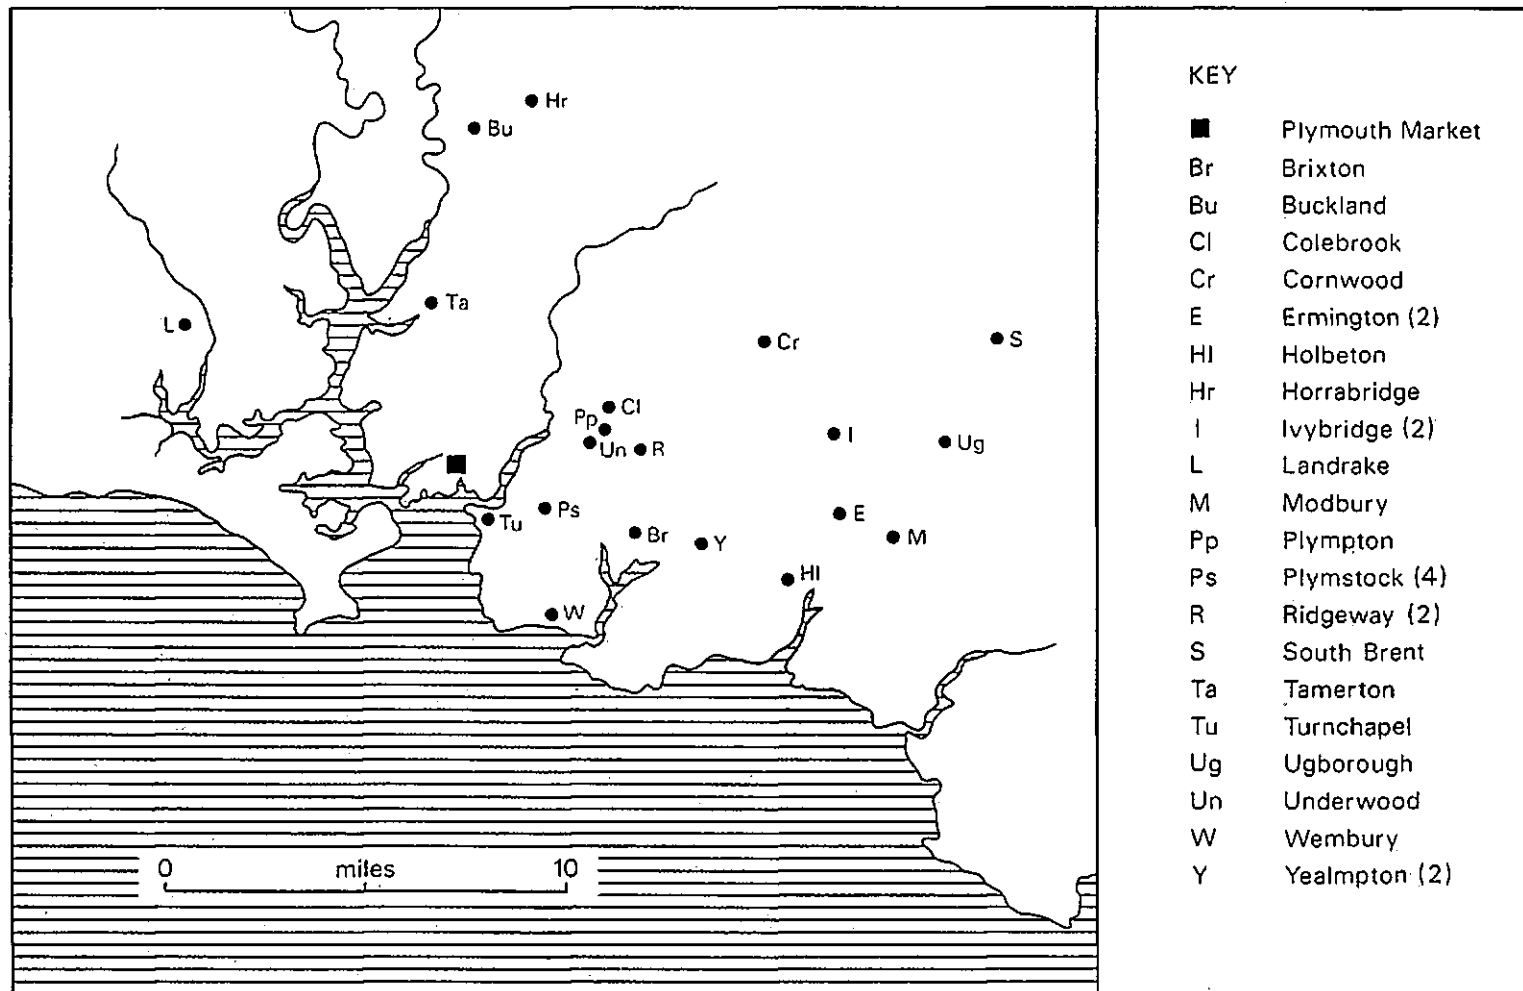 Hr
Bu
Ta
L
Cr
S
Cl
Pp
Un
R
I
Ug
Tu
Ps
Br
Y
E
M
Hl
W
0 miles 10
KEY
Plymouth Market
Br Brixton
Bu Buckland
Cl Colebrook
Cr Cornwood
E Ermington (2)
Hl Holbeton
Hr Horrabridge
I Ivybridge (2)
L Landrake
M Modbury
Pp Plympton
Ps Plymstock (4)
R Ridgeway (2)
S South Brent
Ta Tamerton
Tu Turnchapel
Ug Ugborough
Un Underwood
W Wembury
Y Yealmpton (2)